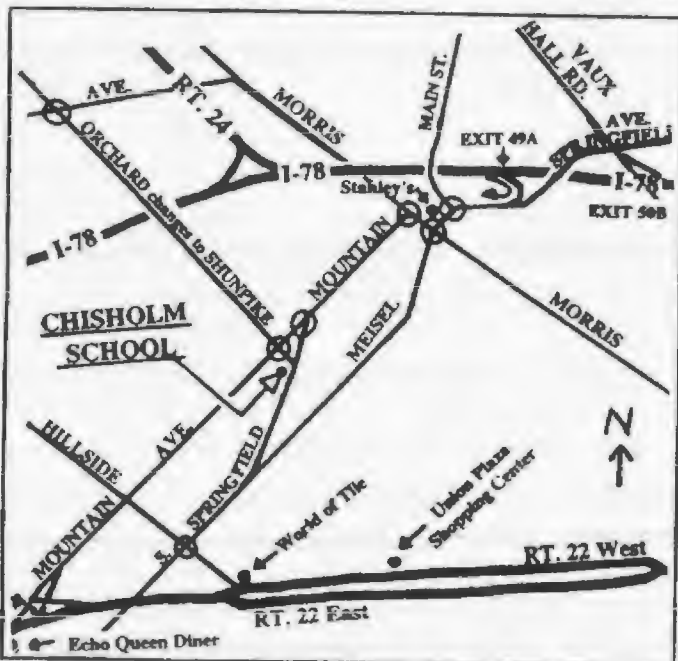 AVE.
RT. 24
MORRIS
MAIN ST.
VAUX
HALL RD.
AVE.
EXIT 49A
I-78
I-78
I-78
Stahley's
EXIT 50B
ORCHARD changes to SHUNPIKE
MOUNTAIN
MEISEL
MORRIS
CHISHOLM
SCHOOL
N
HILLSIDE
AVE.
MOUNTAIN
S. SPRINGFIELD
World of Tile
Union Plaza
Shopping Center
RT. 22 West
RT. 22 East
Echo Queen Diner